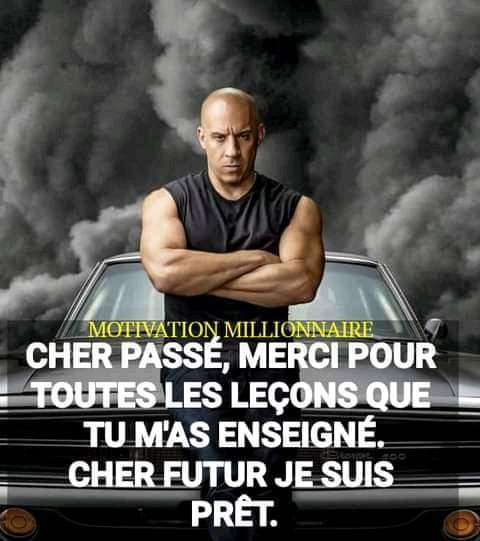 MOTIVATION MILLIONNAIRE
CHER PASSÉ, MERCI POUR
TOUTES LES LEÇONS QUE
TU M'AS ENSEIGNÉ.
CHER FUTUR JE SUIS
PRÊT.